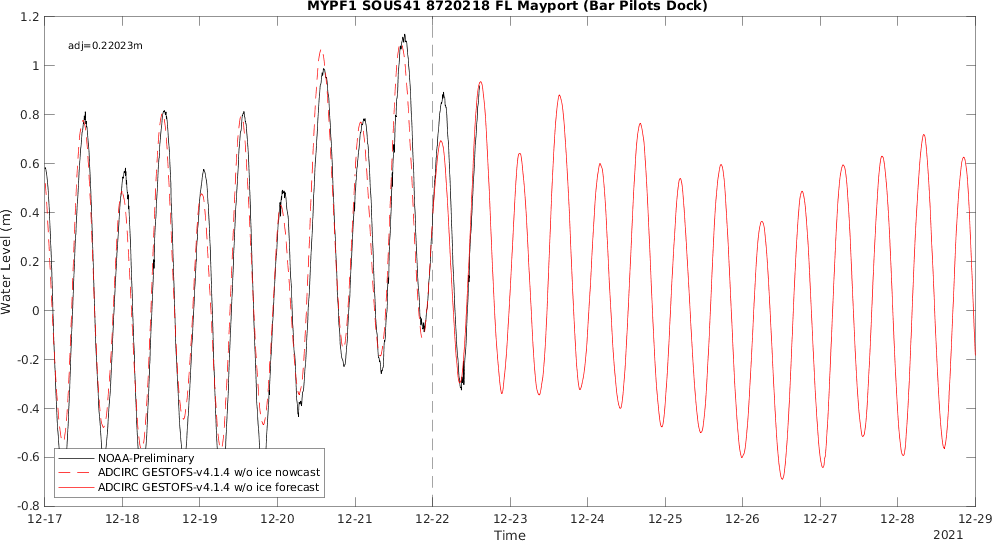 MYPF1 SOUS41 8720218 FL Mayport (Bar Pilots Dock)
1.2
adj=0.22023m
1
0.8
0.6
0.4
0.2
0
-0.2
-0.4
-0.6
-0.8
Water Level (m)
NOAA-Preliminary
ADCIRC GESTOFS-v4.1.4 w/o ice nowcast
ADCIRC GESTOFS-v4.1.4 w/o ice forecast
12-17 12-18 12-19 12-20 12-21 12-22 12-23 12-24 12-25 12-26 12-27 12-28 12-29
Time
2021